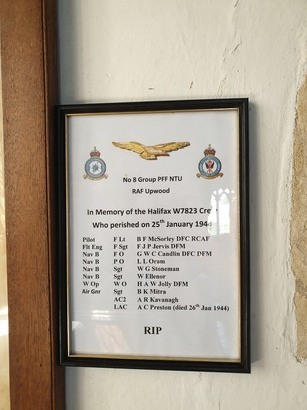 No 8 Group PFF NTU
RAF Upwood
In Memory of the Halifax W7823 Crew
Who perished on 25th January 1944
Pilot F Lt B F McSorley DFC RCAF
Flt Eng F Sgt F J P Jervis DFM
Nav B F O G W C Candlin DFC DFM
Nav B P O L L Oram
Nav B Sgt W G Stoneman
Nav B Sgt W Ellenor
W Op W O H A W Jolly DFM
Air Gnr Sgt B K Mitra
AC2 A R Kavanagh
LAC A C Preston (died 26th Jan 1944)
RIP